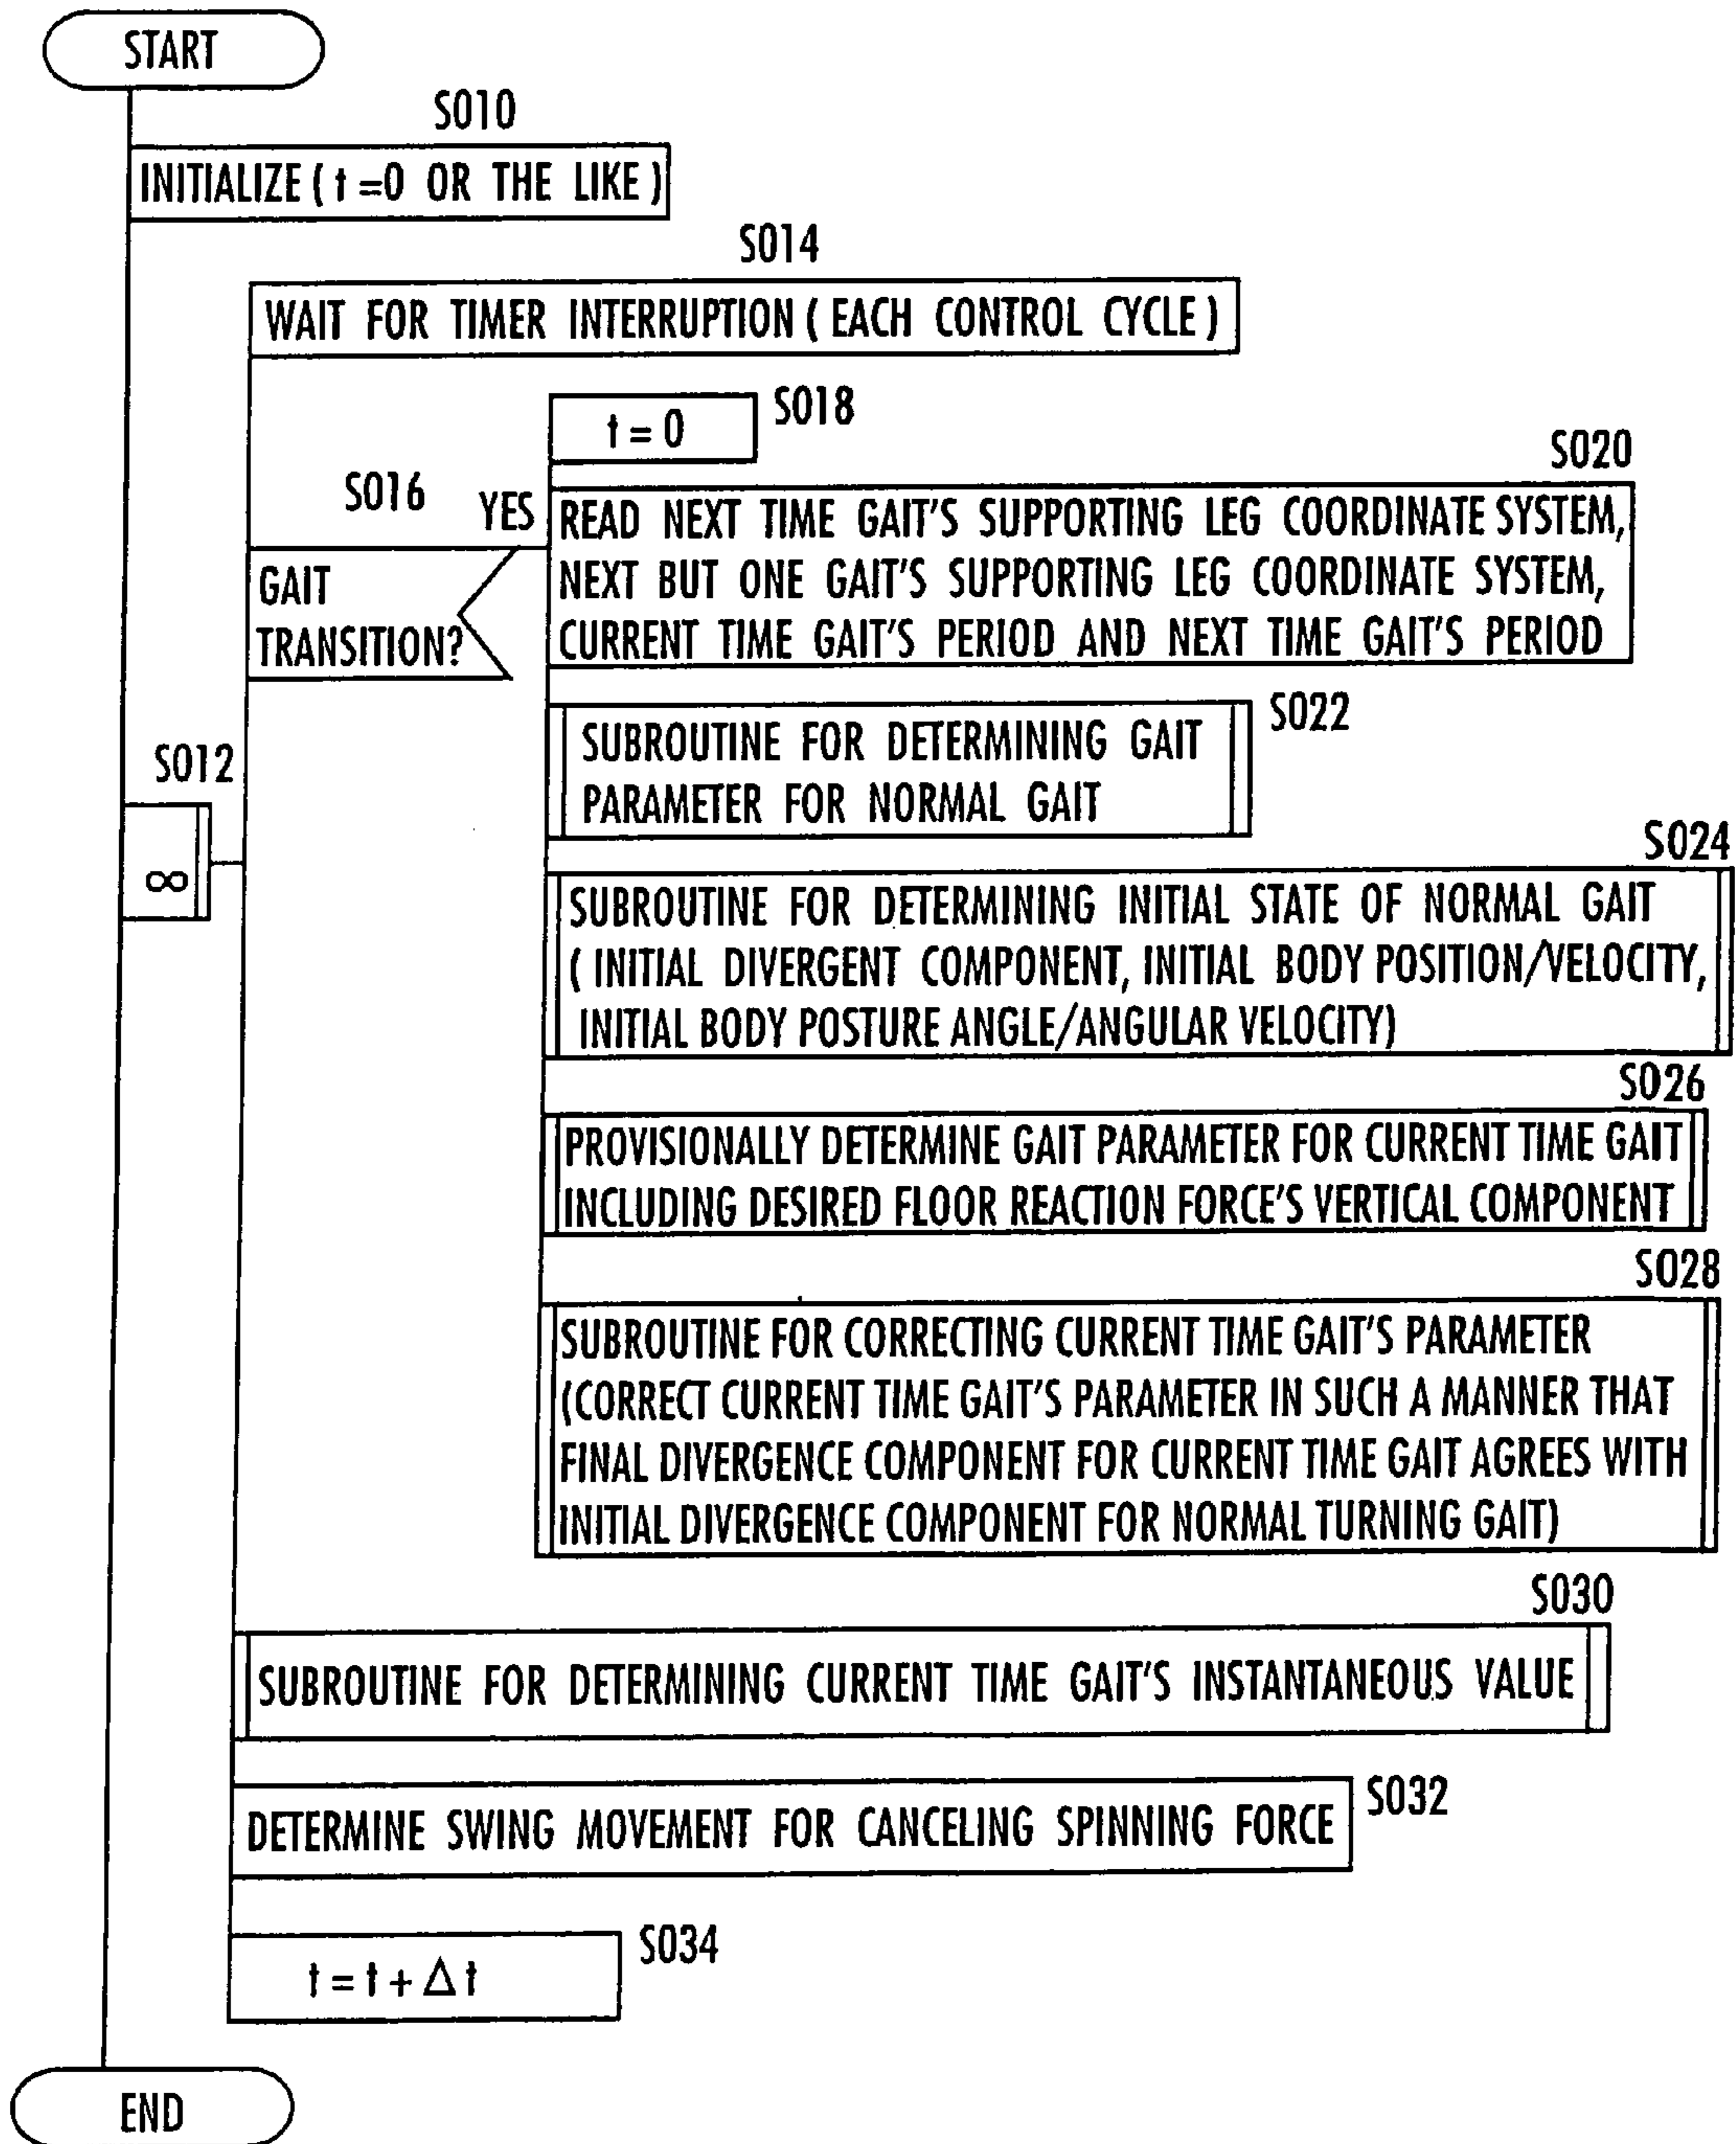 START
S010
INITIALIZE ( t =0 OR THE LIKE )
S014
WAIT FOR TIMER INTERRUPTION ( EACH CONTROL CYCLE )
t = 0
S018
S016
YES
GAIT
TRANSITION?
S020
READ NEXT TIME GAIT'S SUPPORTING LEG COORDINATE SYSTEM,
NEXT BUT ONE GAIT'S SUPPORTING LEG COORDINATE SYSTEM,
CURRENT TIME GAIT'S PERIOD AND NEXT TIME GAIT'S PERIOD
S012
∞
S022
SUBROUTINE FOR DETERMINING GAIT
PARAMETER FOR NORMAL GAIT
S024
SUBROUTINE FOR DETERMINING INITIAL STATE OF NORMAL GAIT
( INITIAL DIVERGENT COMPONENT, INITIAL BODY POSITION/VELOCITY,
INITIAL BODY POSTURE ANGLE/ANGULAR VELOCITY)
S026
PROVISIONALLY DETERMINE GAIT PARAMETER FOR CURRENT TIME GAIT
INCLUDING DESIRED FLOOR REACTION FORCE'S VERTICAL COMPONENT
S028
SUBROUTINE FOR CORRECTING CURRENT TIME GAIT'S PARAMETER
(CORRECT CURRENT TIME GAIT'S PARAMETER IN SUCH A MANNER THAT
FINAL DIVERGENCE COMPONENT FOR CURRENT TIME GAIT AGREES WITH
INITIAL DIVERGENCE COMPONENT FOR NORMAL TURNING GAIT)
S030
SUBROUTINE FOR DETERMINING CURRENT TIME GAIT'S INSTANTANEOUS VALUE
DETERMINE SWING MOVEMENT FOR CANCELING SPINNING FORCE
S032
t = t + Δ t
S034
END